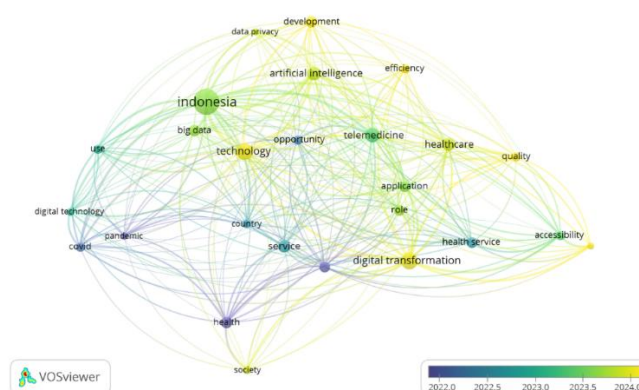 development
data privacy
artificial intelligence
efficiency
indonesia
big data
opportunity
telemedicine
technology
healthcare
use
quality
application
digital technology
role
country
pandemic
covid
service
health service
accessibility
digital transformation
health
society
VOSviewer
2022.0 2022.5 2023.0 2023.5 2024.0